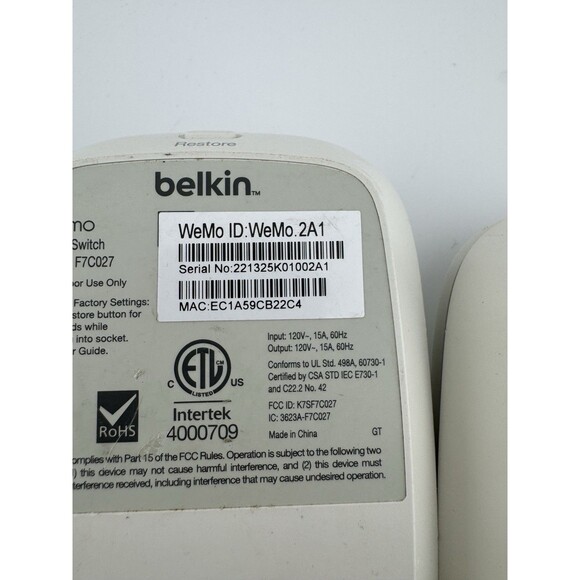 Restore
belkin™
mo
WeMo ID:WeMo.2A1
Switch
F7C027
Serial No:221325K01002A1
oor Use Only
MAC:EC1A59CB22C4
Factory Settings:
store button for
ds while
into socket.
r Guide.
Input: 120V~, 15A, 60Hz
Output: 120V~, 15A, 60Hz
Conforms to UL Std. 498A, 60730-1
Certified by CSA STD IEC E730-1
and C22.2 No. 42
ETL
LISTED
C US
Intertek
4000709
RoHS
FCC ID: K7SF7C027
IC: 3623A-F7C027
Made in China GT
omplies with Part 15 of the FCC Rules. Operation is subject to the following two
1) this device may not cause harmful interference, and (2) this device must
nterference received, including interference that may cause undesired operation.